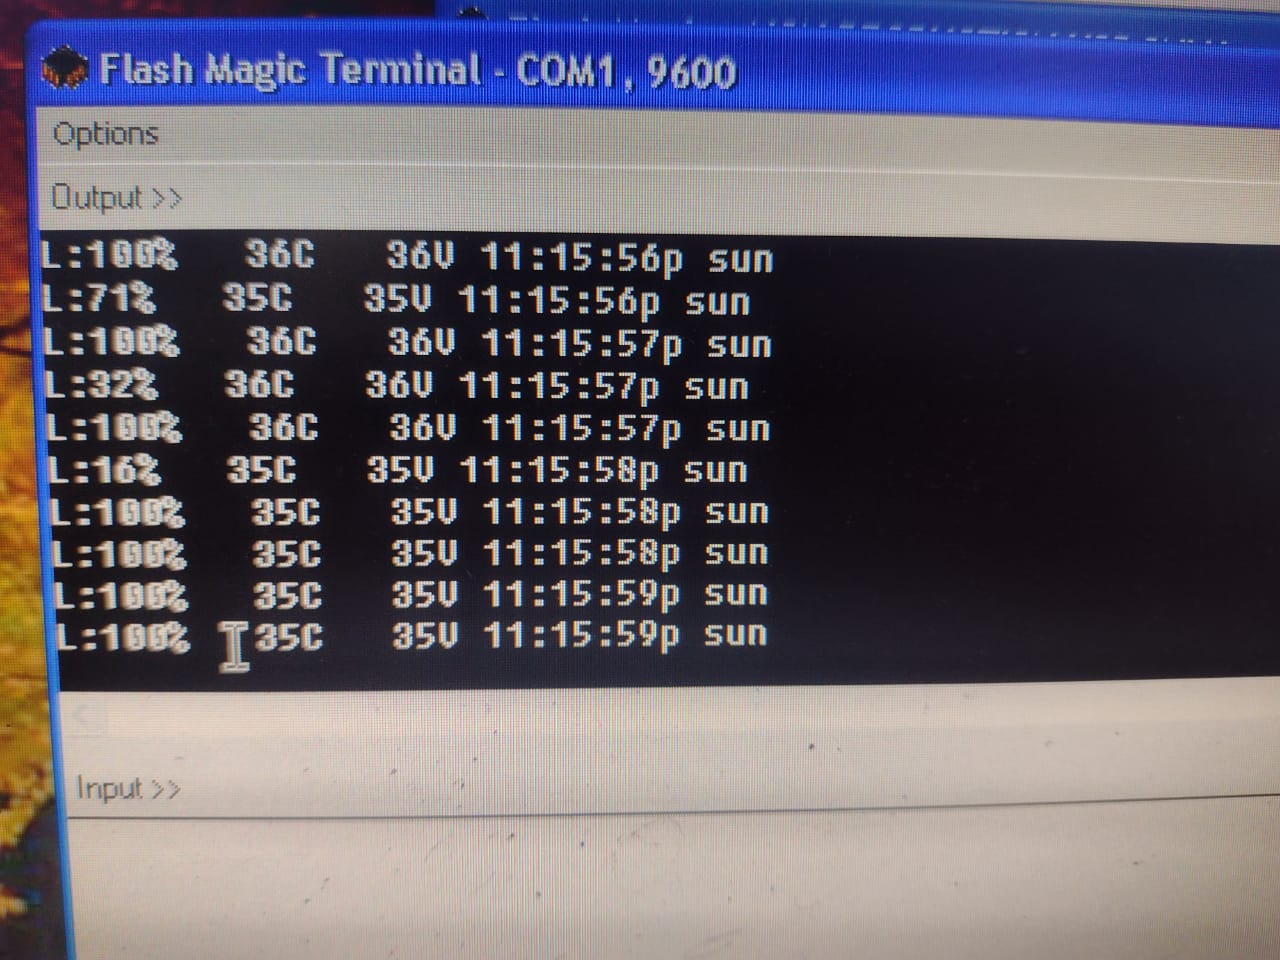 Flash Magic Terminal - COM1, 9600
Options
Output >>
L:100% 36C 36V 11:15:56p sun
L:71% 35C 35V 11:15:56p sun
L:100% 36C 36V 11:15:57p sun
L:32% 36C 36V 11:15:57p sun
L:100% 36C 36V 11:15:57p sun
L:16% 35C 35V 11:15:58p sun
L:100% 35C 35V 11:15:58p sun
L:100% 35C 35V 11:15:58p sun
L:100% 35C 35V 11:15:59p sun
L:100% 35C 35V 11:15:59p sun
Input >>